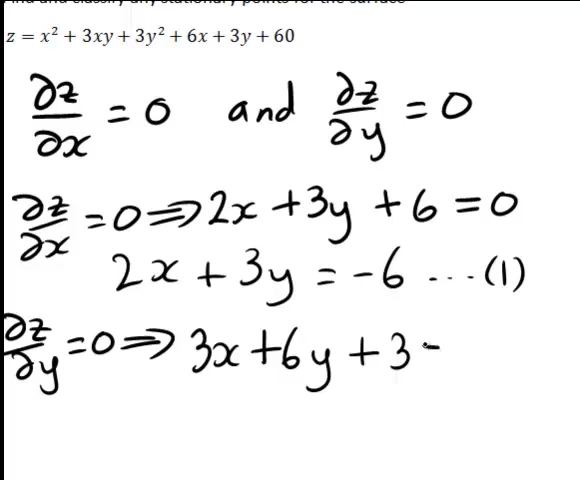 z = x² + 3xy + 3y² + 6x + 3y + 60
∂z/∂x = 0 and ∂z/∂y = 0
∂z/∂x = 0 ⇒ 2x + 3y + 6 = 0
2x + 3y = -6 ... (1)
∂z/∂y = 0 ⇒ 3x + 6y + 3 -